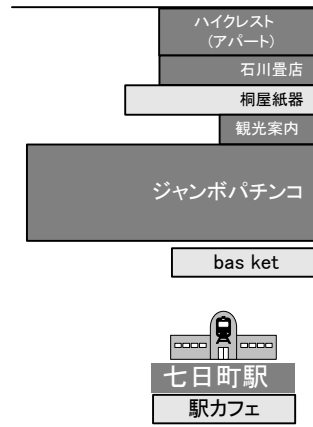 ハイクレスト
(アパート)
石川畳店
桐屋紙器
観光案内
ジャンボパチンコ
bas ket
七日町駅
駅カフェ